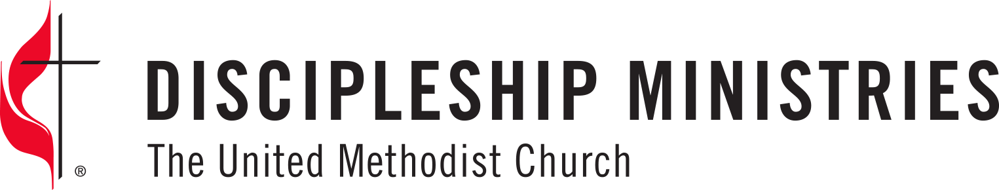 DISCIPLESHIP MINISTRIES
The United Methodist Church
®